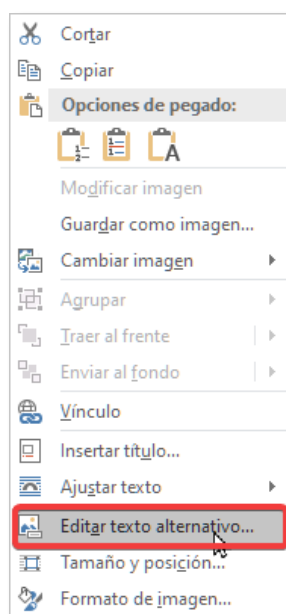 Cortar
Copiar
Opciones de pegado:
Modificar imagen
Guardar como imagen...
Cambiar imagen
Agrupar
Traer al frente
Enviar al fondo
Vínculo
Insertar título...
Ajustar texto
Editar texto alternativo...
Tamaño y posición...
Formato de imagen...